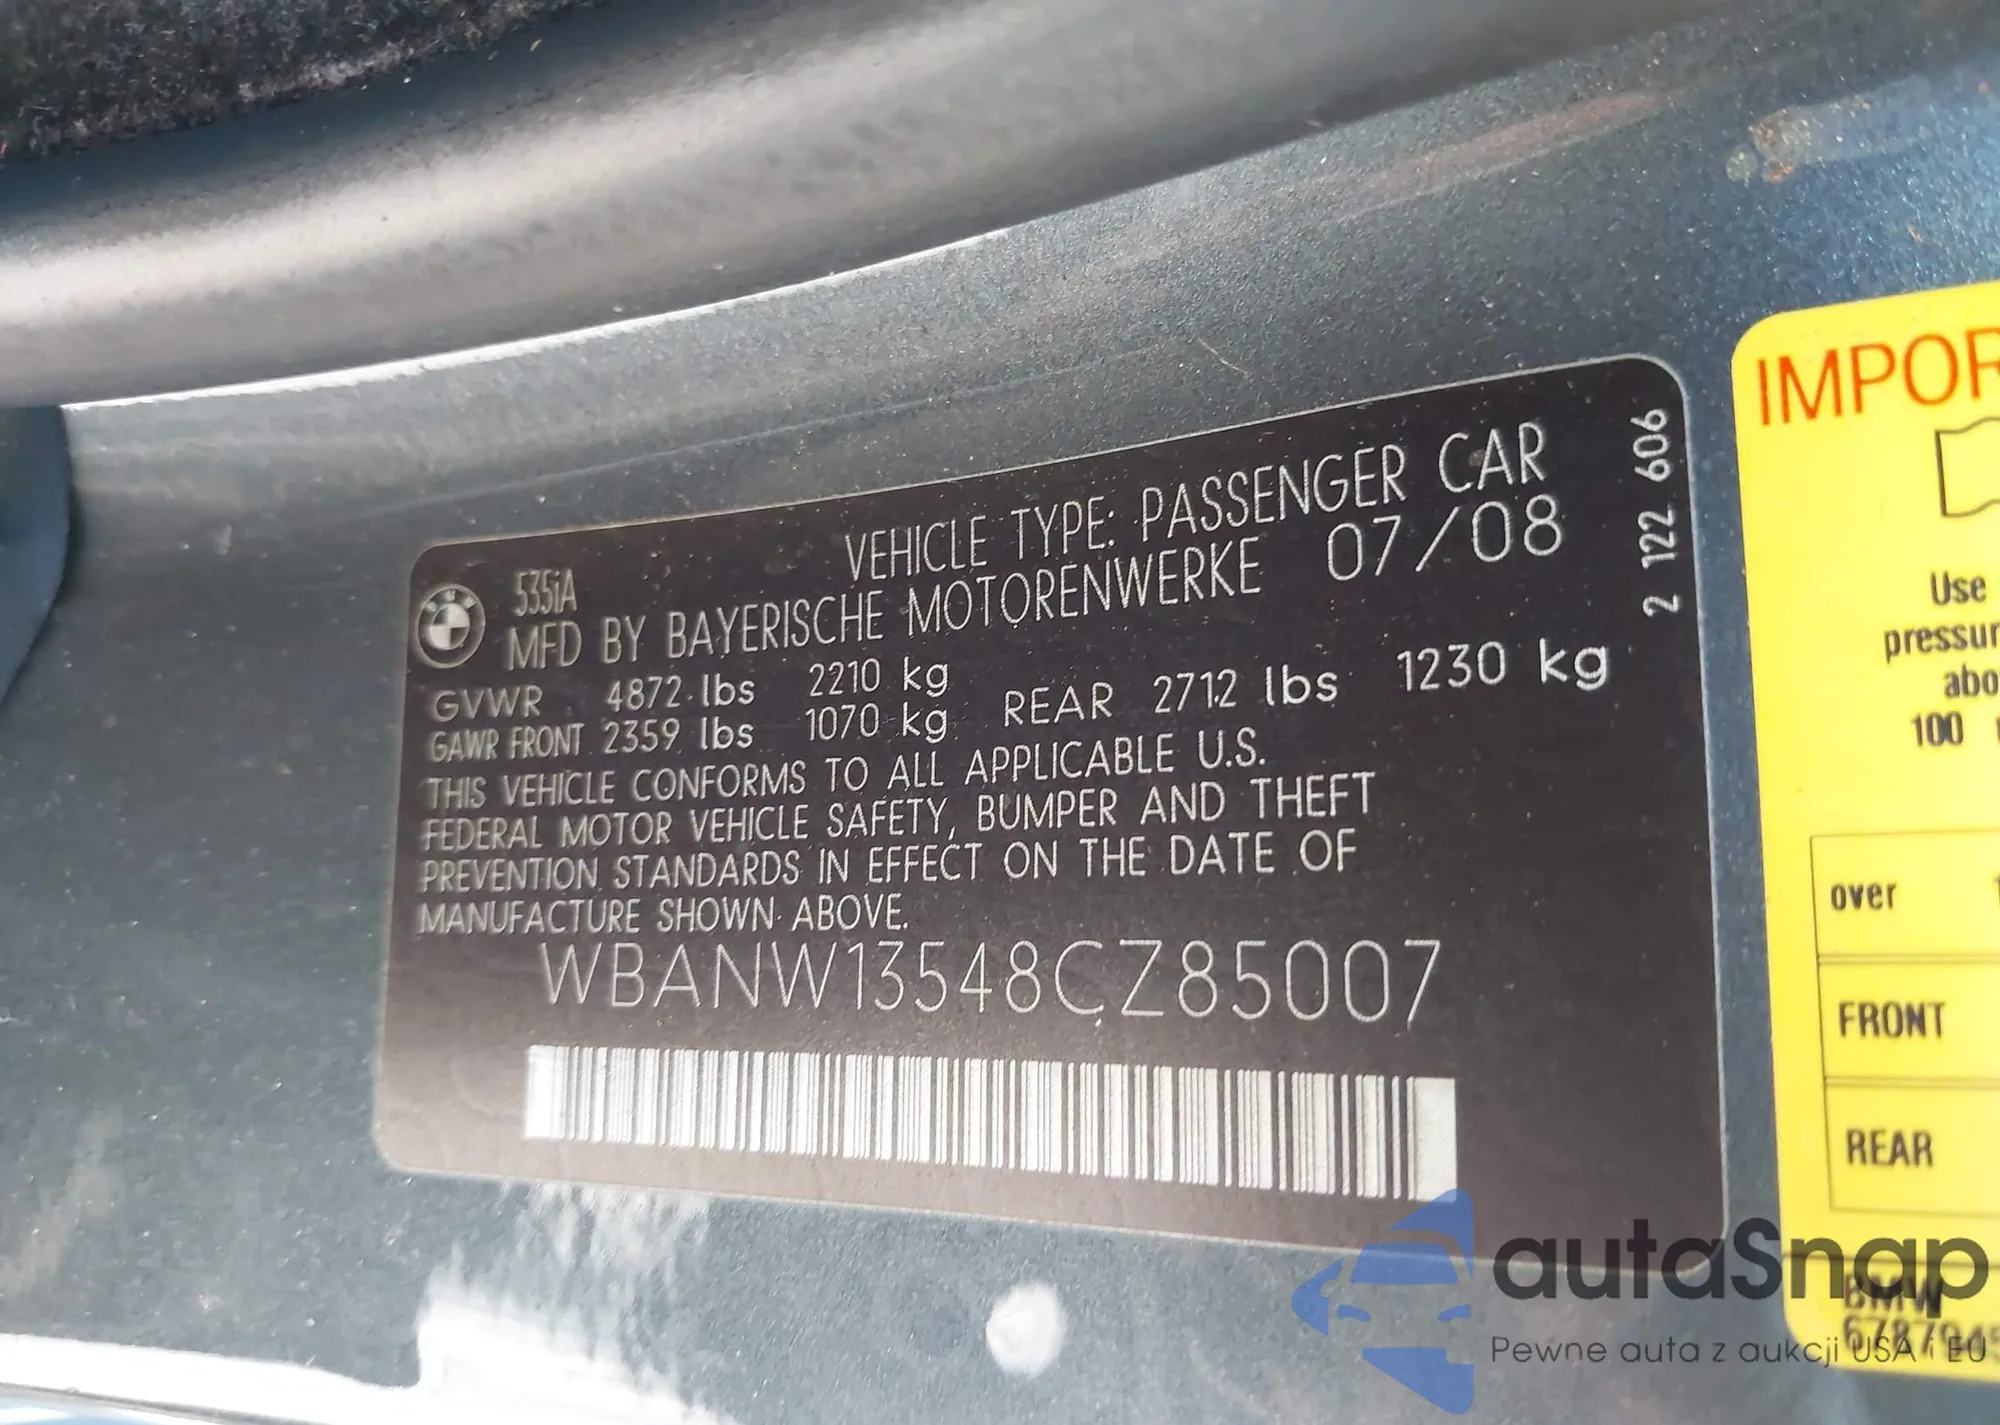 VEHICLE TYPE: PASSENGER CAR
535iA
MFD BY BAYERISCHE MOTORENWERKE 07/08
GVWR 4872 lbs 2210 kg
GAWR FRONT 2359 lbs 1070 kg REAR 2712 lbs 1230 kg
THIS VEHICLE CONFORMS TO ALL APPLICABLE U.S.
FEDERAL MOTOR VEHICLE SAFETY, BUMPER AND THEFT
PREVENTION STANDARDS IN EFFECT ON THE DATE OF
MANUFACTURE SHOWN ABOVE.
WBANW13548CZ85007
2 122 606
IMPOR
Use
pressur
abo
100
over
FRONT
REAR
BMW
autaSnap
Pewne auta z aukcji USA i EU